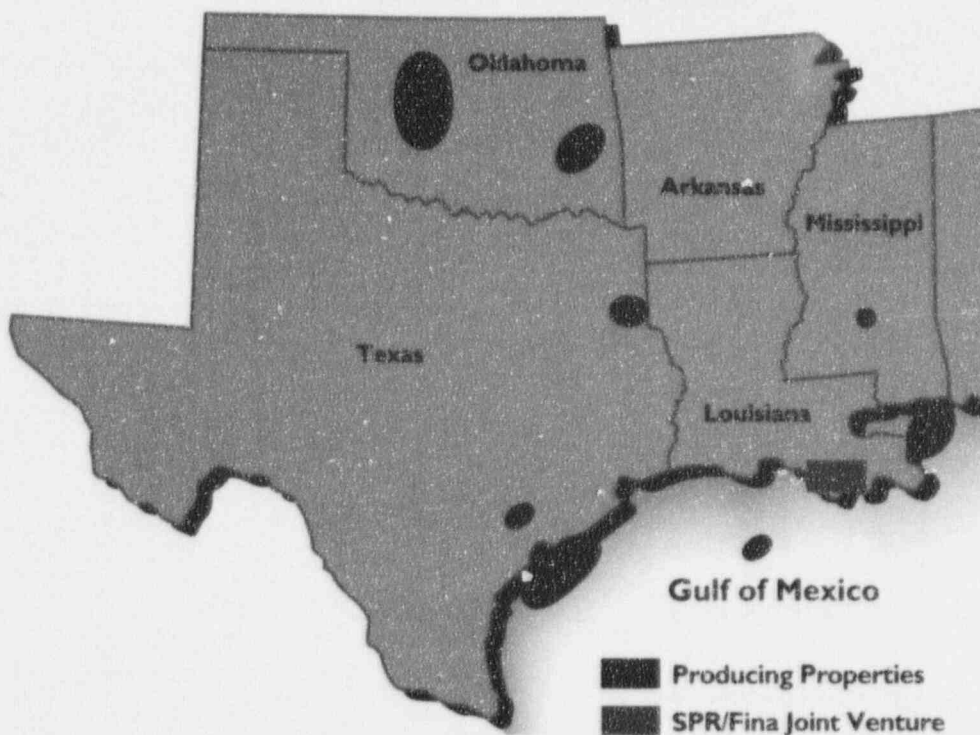 Oklahoma
Arkansas
Mississippi
Texas
Louisiana
Gulf of Mexico
Producing Properties
SPR/Fina Joint Venture